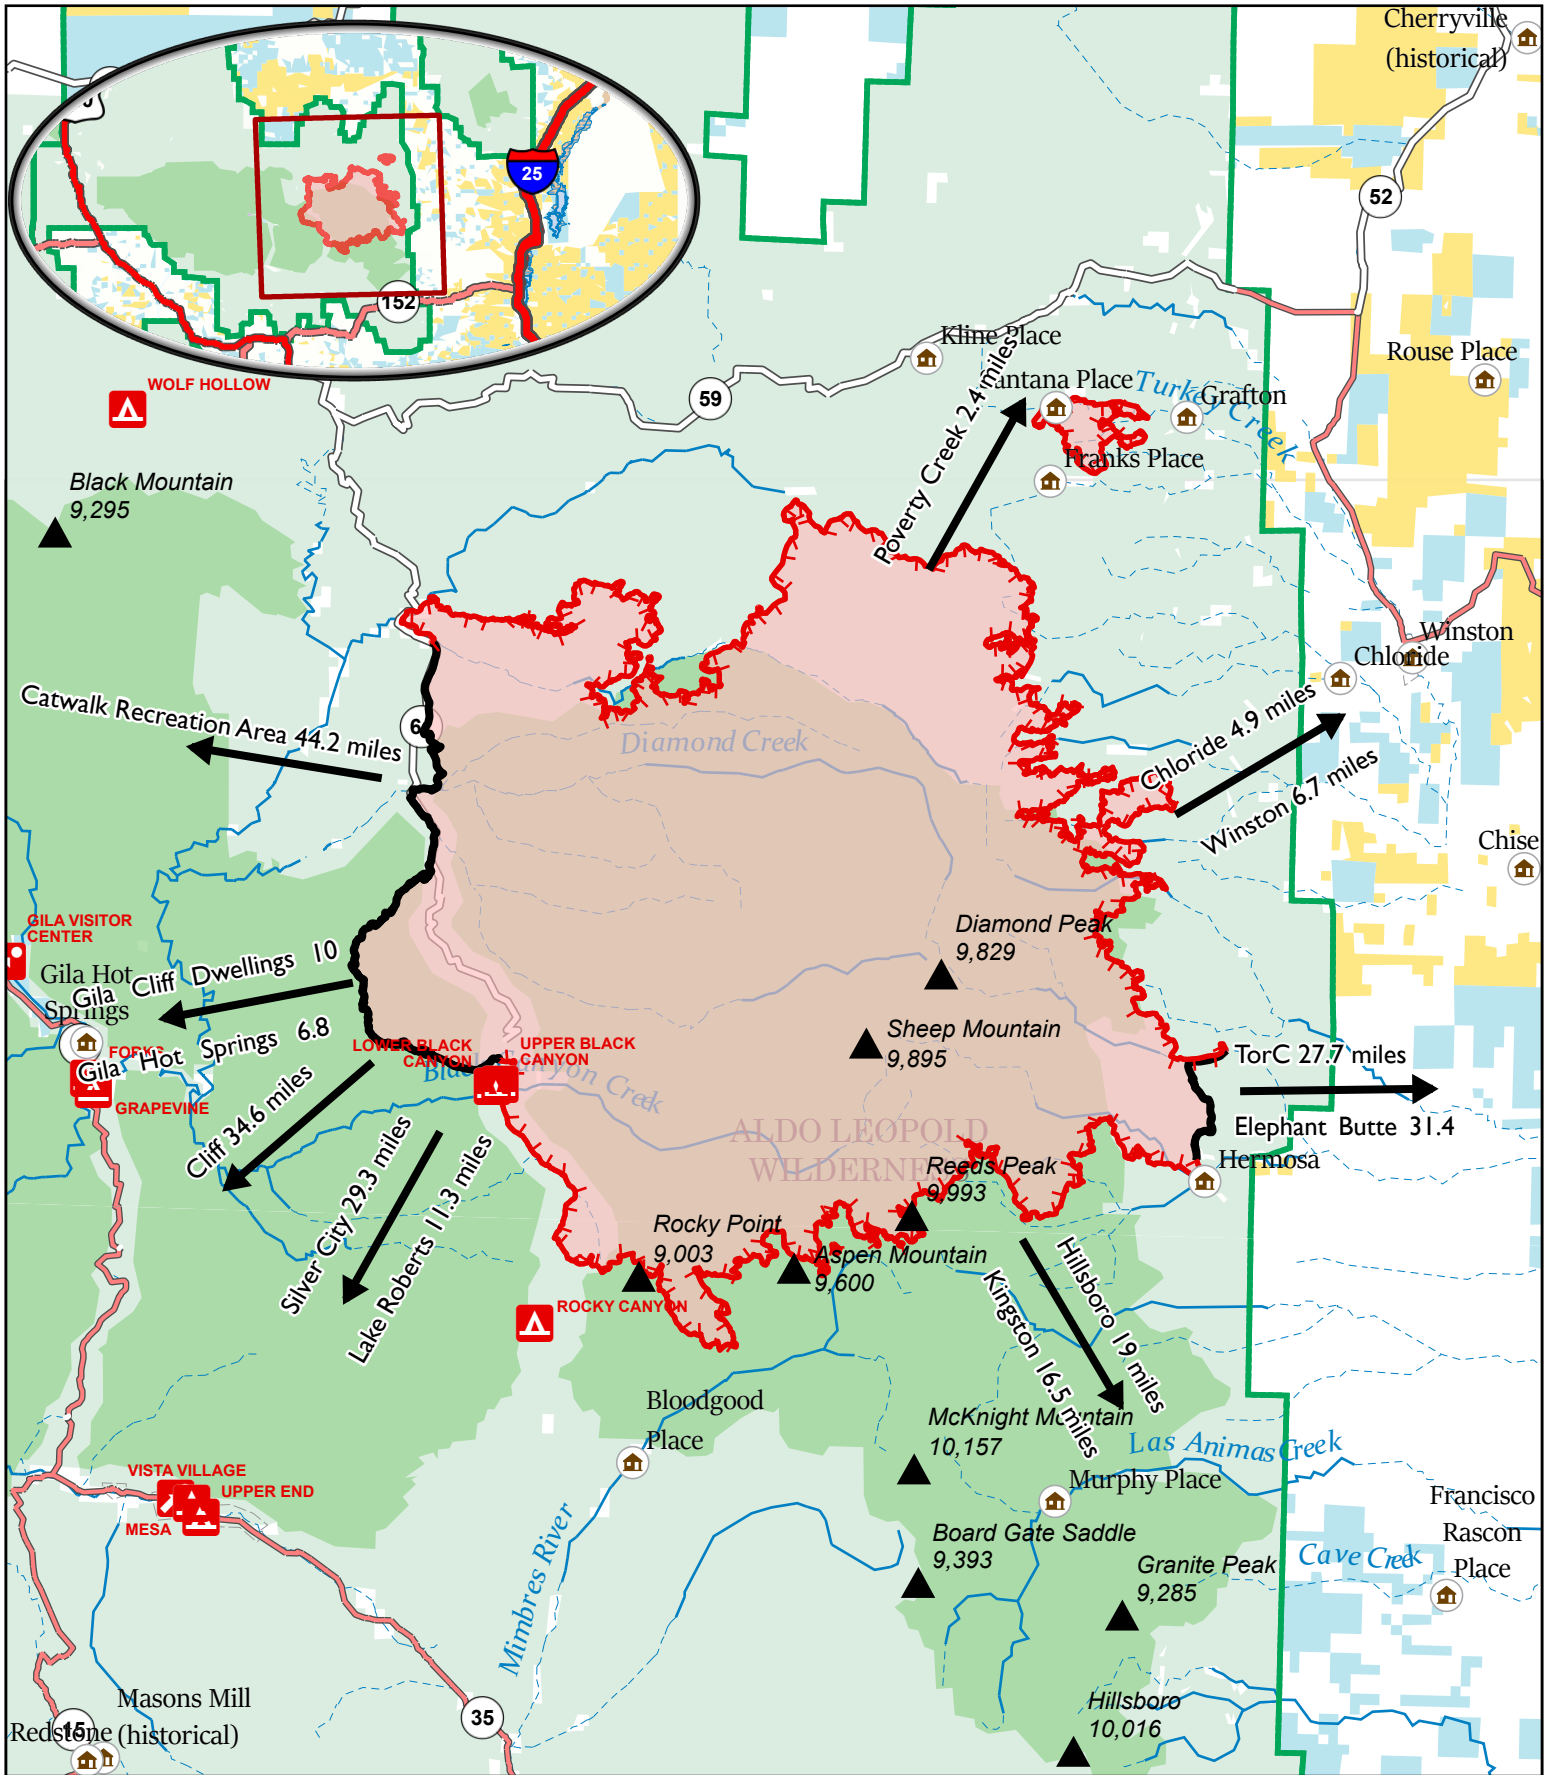 Cherryville
(historical)
25
152
52
Kline Place
Rouse Place
WOLF HOLLOW
59
Poverty Creek 2.4 miles
antana Place
Turkey Creek
Grafton
Franks Place
Black Mountain
9,295
Winston
Chloride
Catwalk Recreation Area 44.2 miles
6
Diamond Creek
Chloride 4.9 miles
Winston 6.7 miles
Chise
GILA VISITOR
CENTER
Diamond Peak
9,829
Gila Hot
Springs
Gila Cliff Dwellings 10
Sheep Mountain
9,895
Gila Hot Springs 6.8
FORKS
LOWER BLACK
CANYON
UPPER BLACK
CANYON
Black Canyon Creek
TorC 27.7 miles
GRAPEVINE
Cliff 34.6 miles
Elephant Butte 31.4
ALDO LEOPOLD
WILDERNESS
Hermosa
Reeds Peak
9,993
Silver City 29.3 miles
Lake Roberts 11.3 miles
Rocky Point
9,003
Aspen Mountain
9,600
Hillsboro 19 miles
Kingston 16.5 miles
ROCKY CANYON
Bloodgood
Place
McKnight Mountain
10,157
Las Animas Creek
VISTA VILLAGE
UPPER END
MESA
Murphy Place
Francisco
Rascon
Place
Board Gate Saddle
9,393
Cave Creek
Granite Peak
9,285
Mimbres River
Masons Mill
(historical)
Redstone
15
35
Hillsboro
10,016